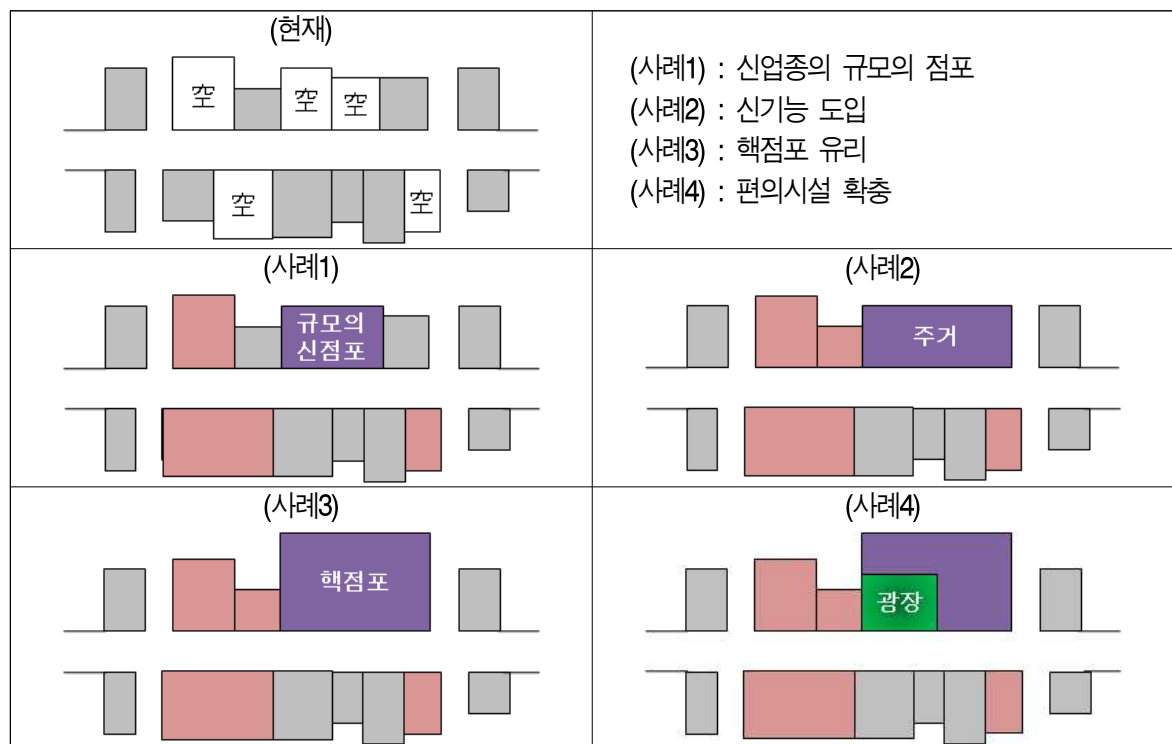 (현재)
空
空
空
空
空
(사례1) : 신업종의 규모의 점포
(사례2) : 신기능 도입
(사례3) : 핵점포 유리
(사례4) : 편의시설 확충
(사례1)
규모의
신점포
(사례2)
주거
(사례3)
핵점포
(사례4)
광장